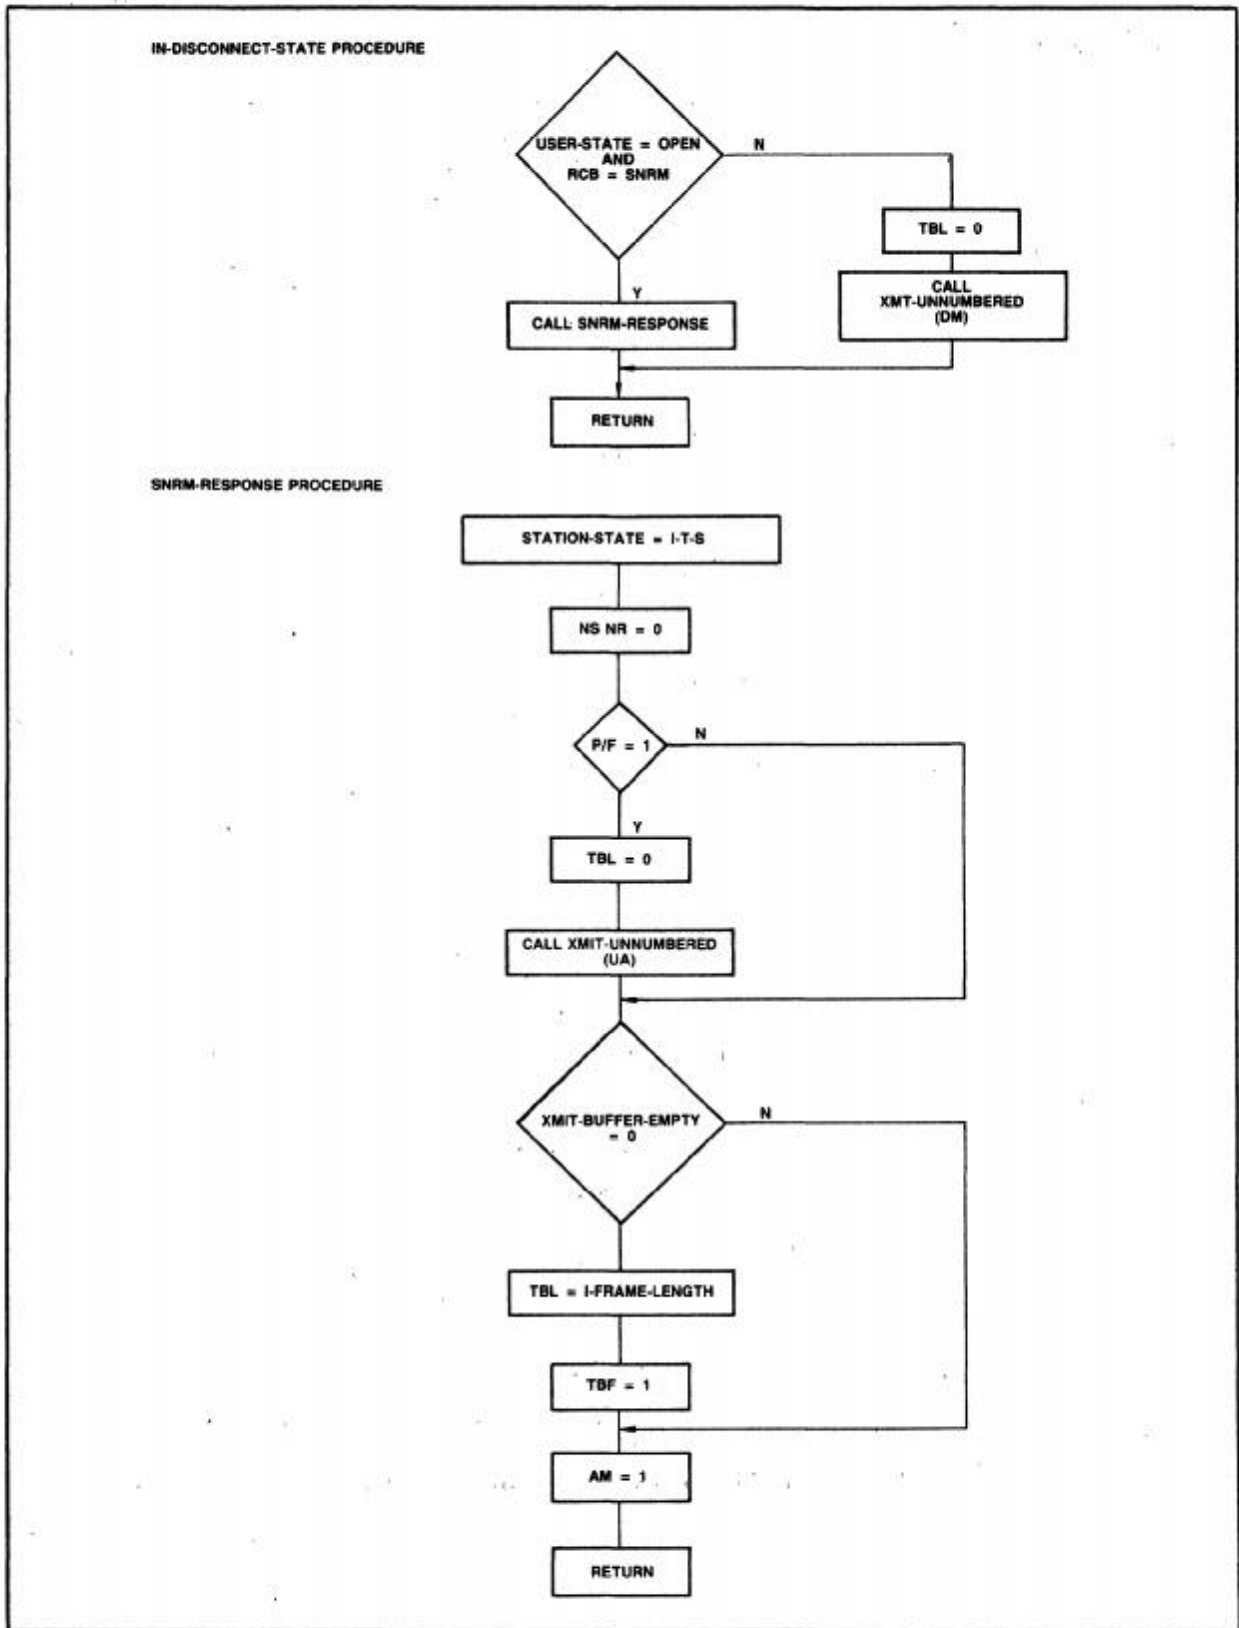 IN-DISCONNECT-STATE PROCEDURE
USER-STATE = OPEN
AND
RCB = SNRM
N
TBL = 0
CALL
XMT-UNNUMBERED
(DM)
Y
CALL SNRM-RESPONSE
RETURN
SNRM-RESPONSE PROCEDURE
STATION-STATE = I-T-S
NS NR = 0
P/F = 1
N
Y
TBL = 0
CALL XMIT-UNNUMBERED
(UA)
XMIT-BUFFER-EMPTY
= 0
N
TBL = I-FRAME-LENGTH
TBF = 1
AM = 1
RETURN